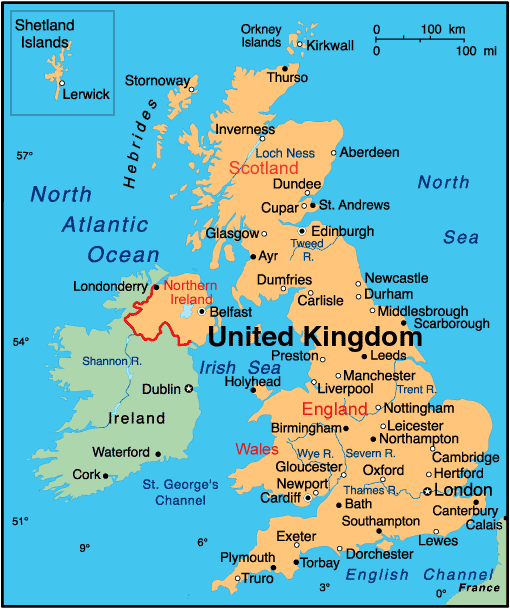 Shetland
Islands
Lerwick
Orkney
Islands
Kirkwall
0 100 km
0 100 mi
Thurso
Stornoway
Hebrides
Inverness
Loch Ness
Aberdeen
57°
Scotland
North
Atlantic
Ocean
North
Sea
Dundee
Cupar
St. Andrews
Glasgow
Edinburgh
Tweed
R.
Ayr
Londonderry
Northern
Ireland
Dumfries
Carlisle
Newcastle
Durham
Belfast
Middlesbrough
Scarborough
United Kingdom
54°
Shannon R.
Irish Sea
Preston
Leeds
Manchester
Liverpool
Trent R.
Holyhead
Dublin
Ireland
England
Nottingham
Birmingham
Leicester
Northampton
Wales
Waterford
Cork
Wye R.
Severn R.
Cambridge
Gloucester
Oxford
Hertford
St. George's
Channel
Newport
Thames R.
London
Cardiff
Bath
Canterbury
51°
Southampton
Calais
Exeter
Lewes
9°
6°
Plymouth
Torbay
Dorchester
Truro
English Channel
3°
0°
France